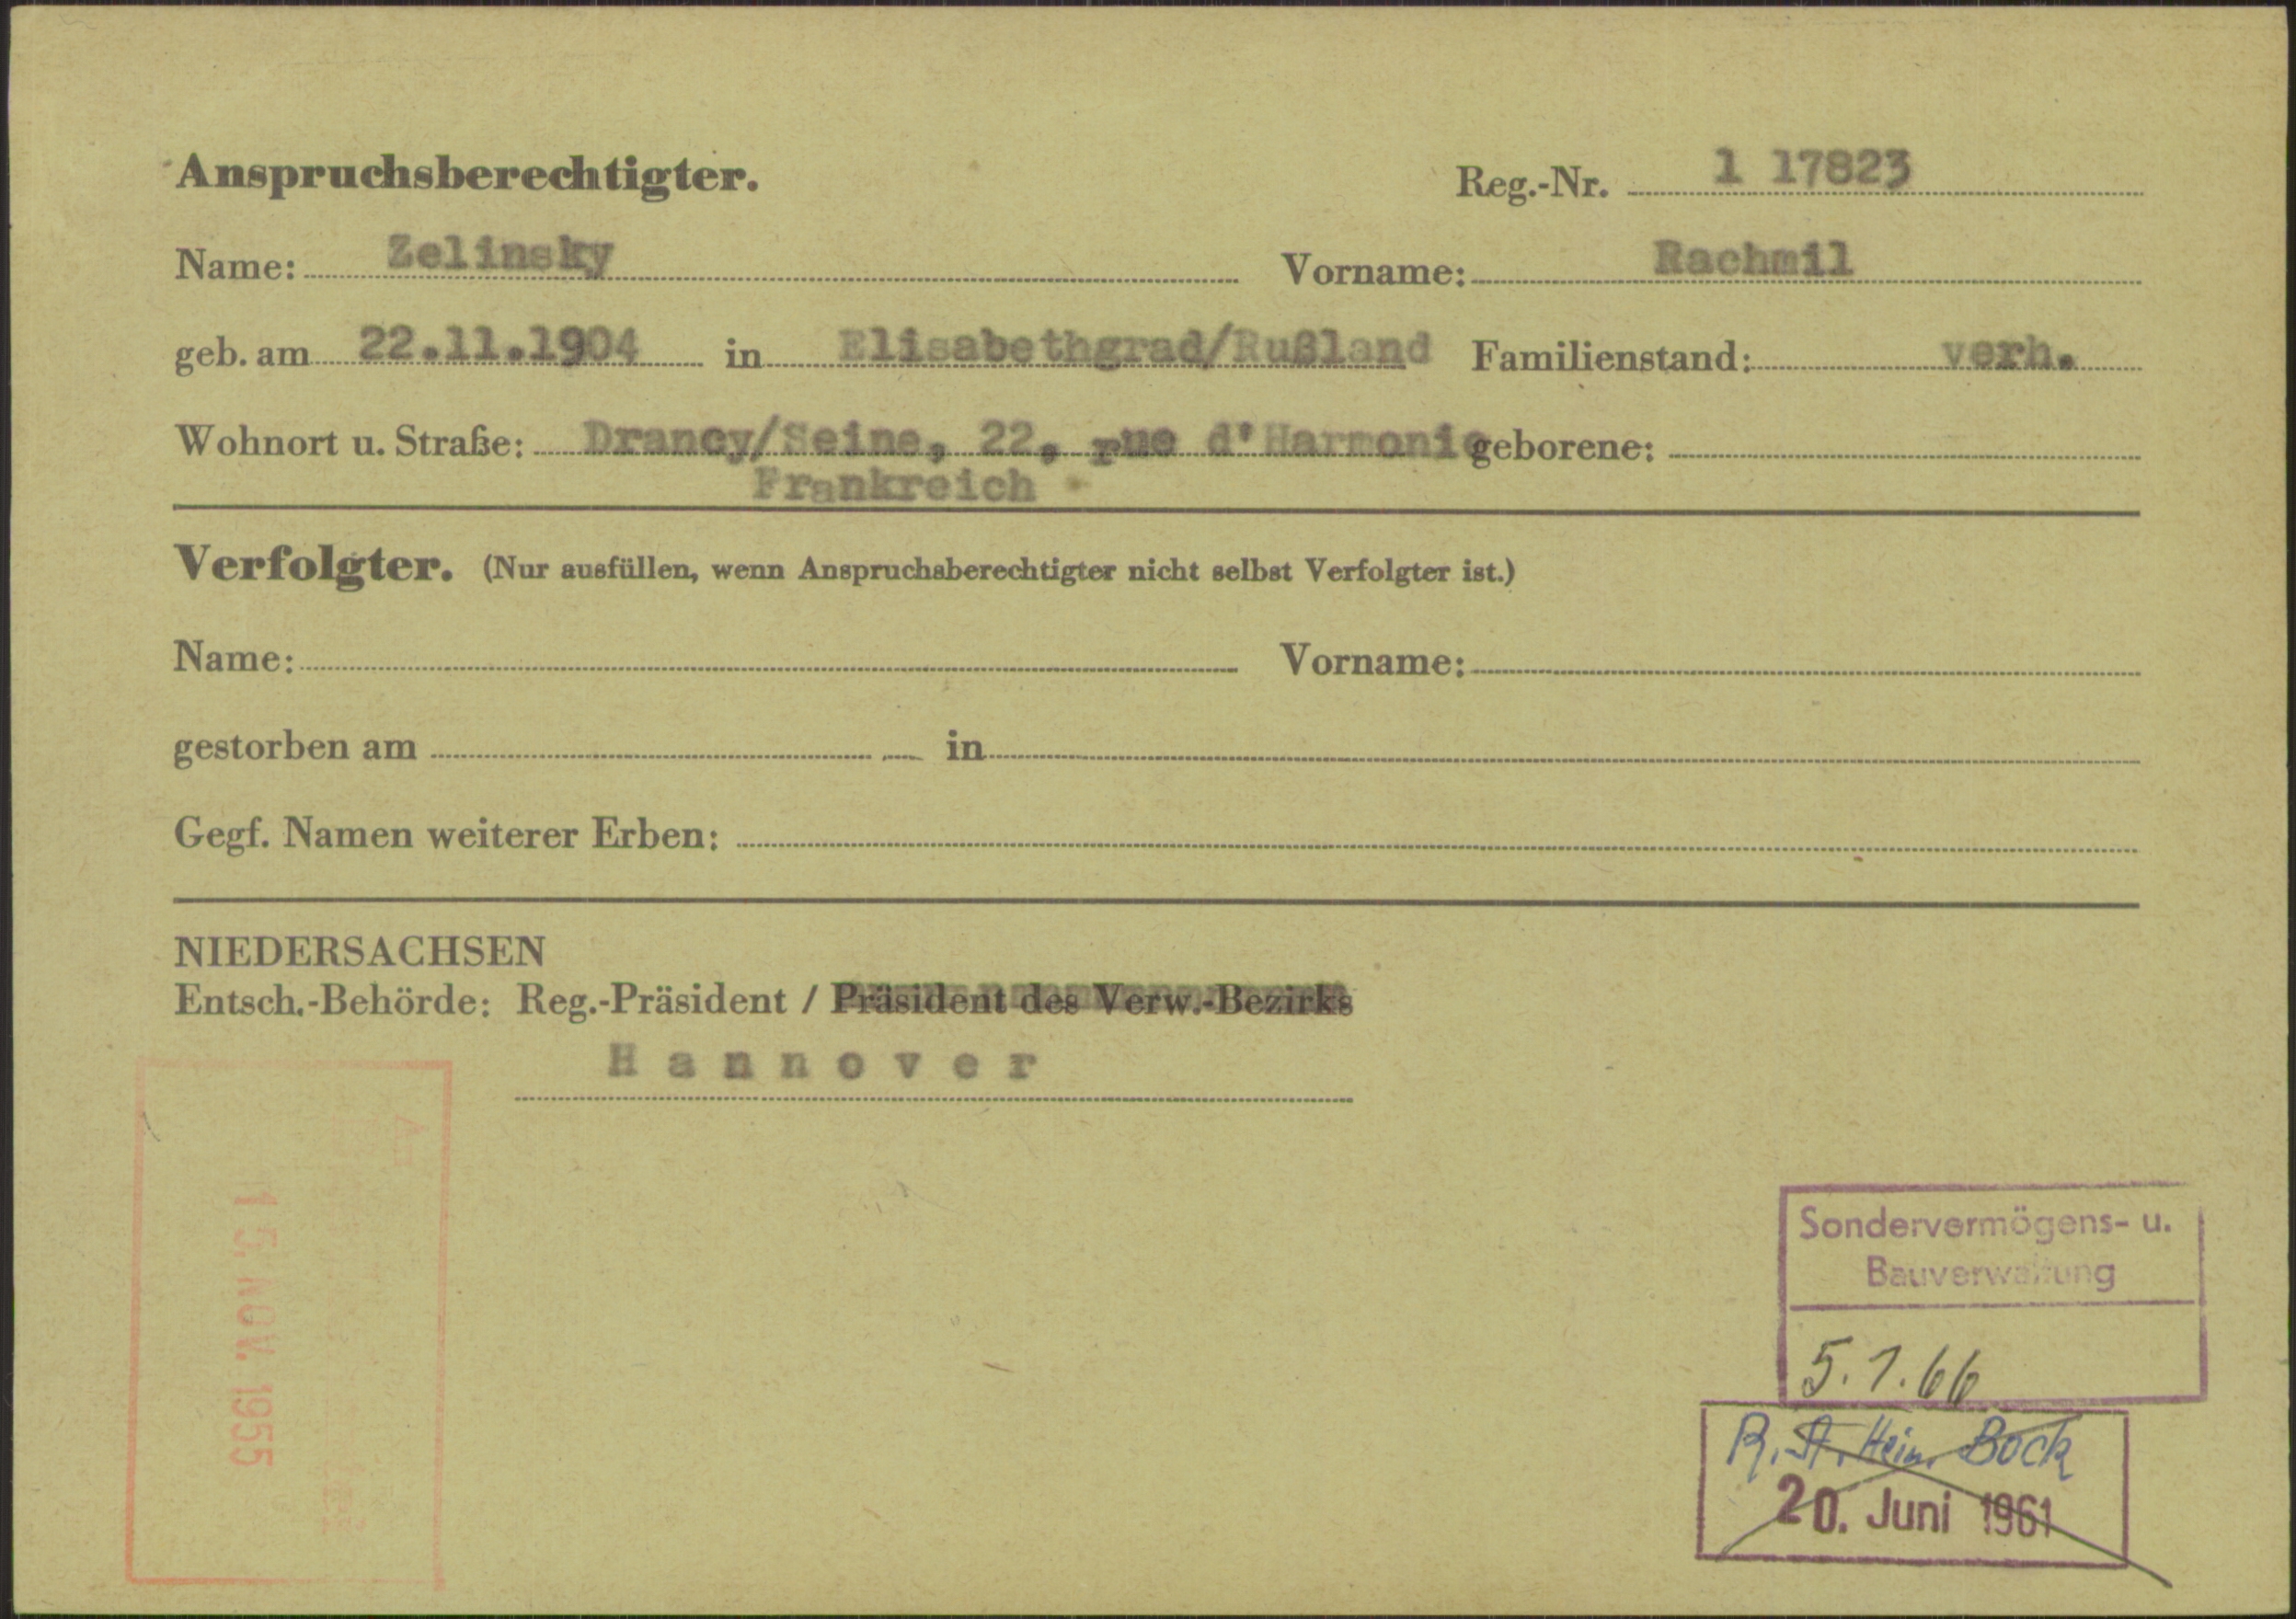 Anspruchsberechtigter. Reg.-Nr. 1 17823
Name: Zelinsky Vorname: Rachmil
geb. am 22.11.1904 in Elisabethgrad/Rußland Familienstand: verh.
Wohnort u. Straße: Drancy/Seine, 22, rue d'Harmonie geborene:
Frankreich
Verfolgter. (Nur ausfüllen, wenn Anspruchsberechtigter nicht selbst Verfolgter ist.)
Name: Vorname:
gestorben am in
Gegf. Namen weiterer Erben:
NIEDERSACHSEN
Entsch.-Behörde: Reg.-Präsident / Präsident des Verw.-Bezirks
Hannover
15. NOV. 1955
Sondervermögens- u.
Bauverwaltung
5.1.66
R. St. Hein. Bock
20. Juni 1961